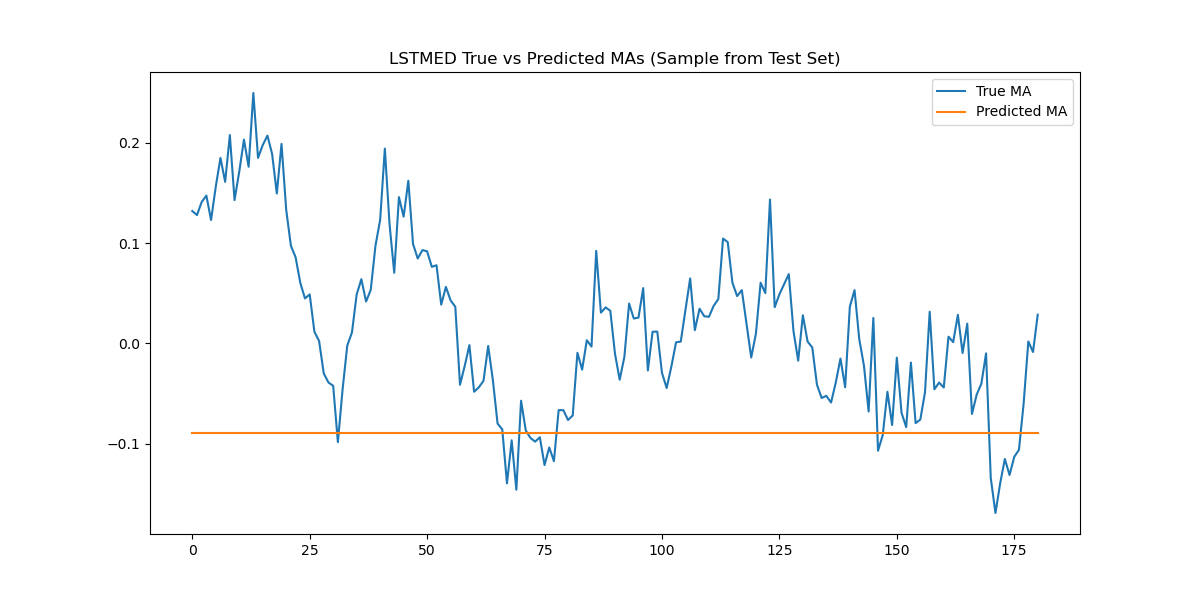 LSTMED True vs Predicted MAs (Sample from Test Set)
True MA
Predicted MA
0.2
0.1
0.0
−0.1
0 25 50 75 100 125 150 175